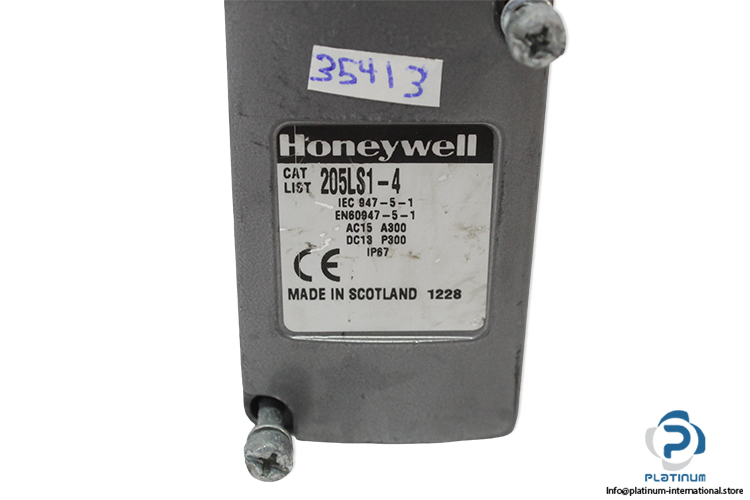 35413
Honeywell
CAT
LIST 205LS1-4
IEC 947-5-1
EN60947-5-1
AC15 A300
DC13 P300
IP67
CE
MADE IN SCOTLAND 1228
PLATINUM
Info@platinum-international.store